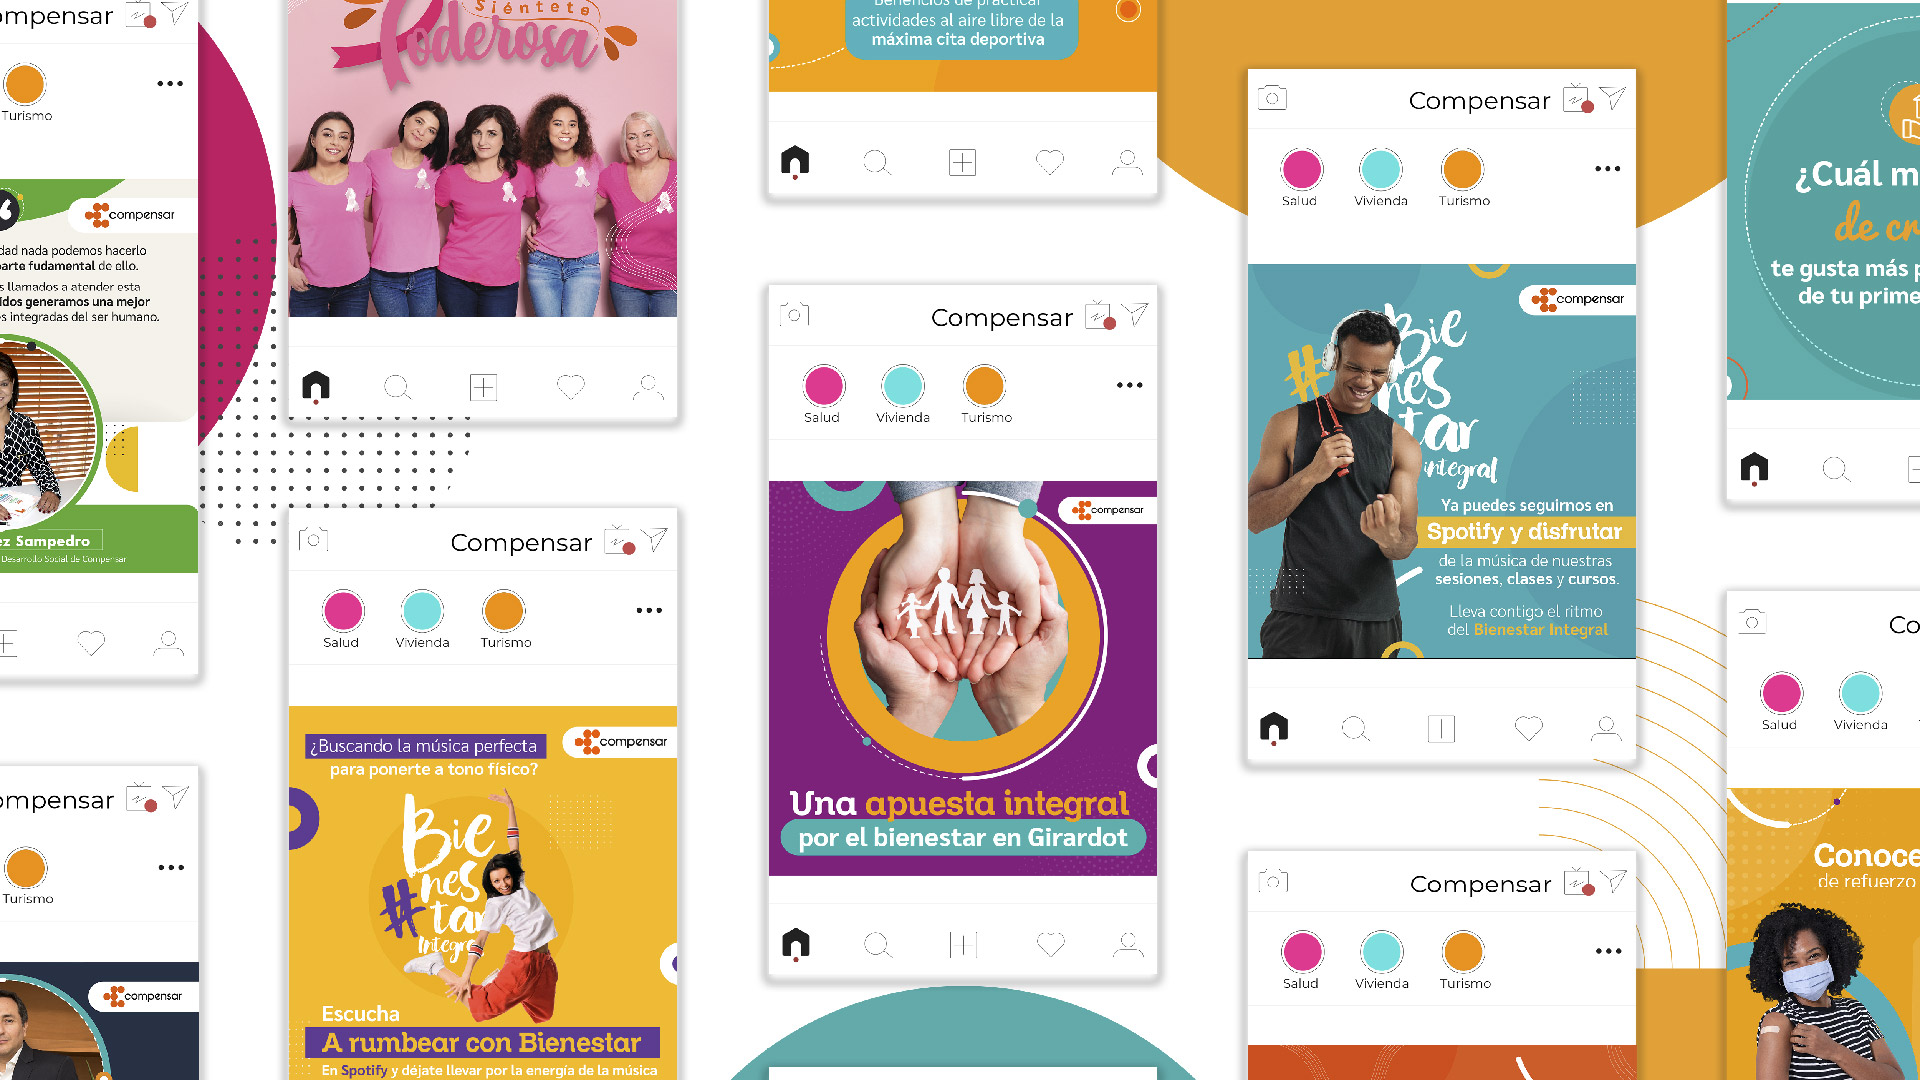 Turismo
compensar
dad nada podemos hacerlo
parte fudamental de ello.
s llamados a atender esta
idos generamos una mejor
s integradas del ser humano.
ez Sampedro
Desarrollo Social de Compensar
Turismo
compensar
Siéntete
Poderosa
Compensar
Salud
Vivienda
Turismo
¿Buscando la música perfecta
para ponerte a tono físico?
compensar
#Bie
nes
tar
Integral
Escucha
A rumbear con Bienestar
En Spotify y déjate llevar por la energía de la música
Beneficios de practicar
actividades al aire libre de la
máxima cita deportiva
Compensar
Salud
Vivienda
Turismo
compensar
Una apuesta integral
por el bienestar en Girardot
Compensar
Salud
Vivienda
Turismo
compensar
#Bie
nes
tar
integral
Ya puedes seguirnos en
Spotify y disfrutar
de la música de nuestras
sesiones, clases y cursos.
Lleva contigo el ritmo
del Bienestar Integral
Compensar
Salud
Vivienda
Turismo
¿Cuál m
de cr
te gusta más p
de tu prime
Co
Salud
Vivienda
Conoce
de refuerzo